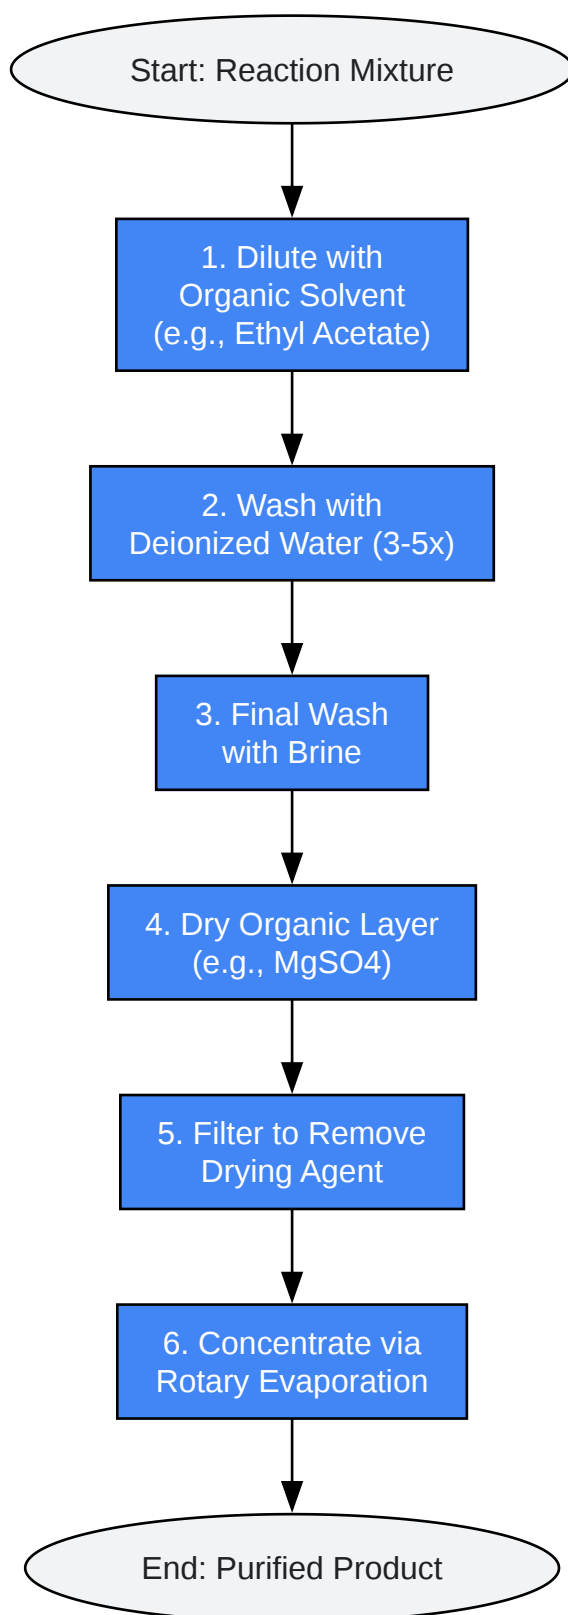 Start: Reaction Mixture
1. Dilute with
Organic Solvent
(e.g., Ethyl Acetate)
2. Wash with
Deionized Water (3-5x)
3. Final Wash
with Brine
4. Dry Organic Layer
(e.g., MgSO4)
5. Filter to Remove
Drying Agent
6. Concentrate via
Rotary Evaporation
End: Purified Product